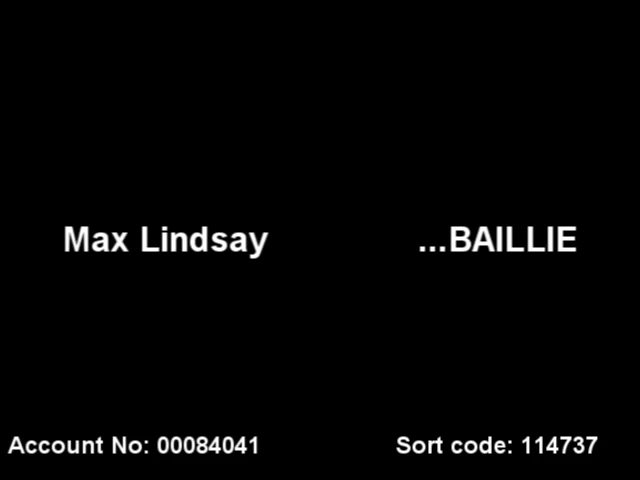 Max Lindsay ...BAILLIE
Account No: 00084041 Sort code: 114737